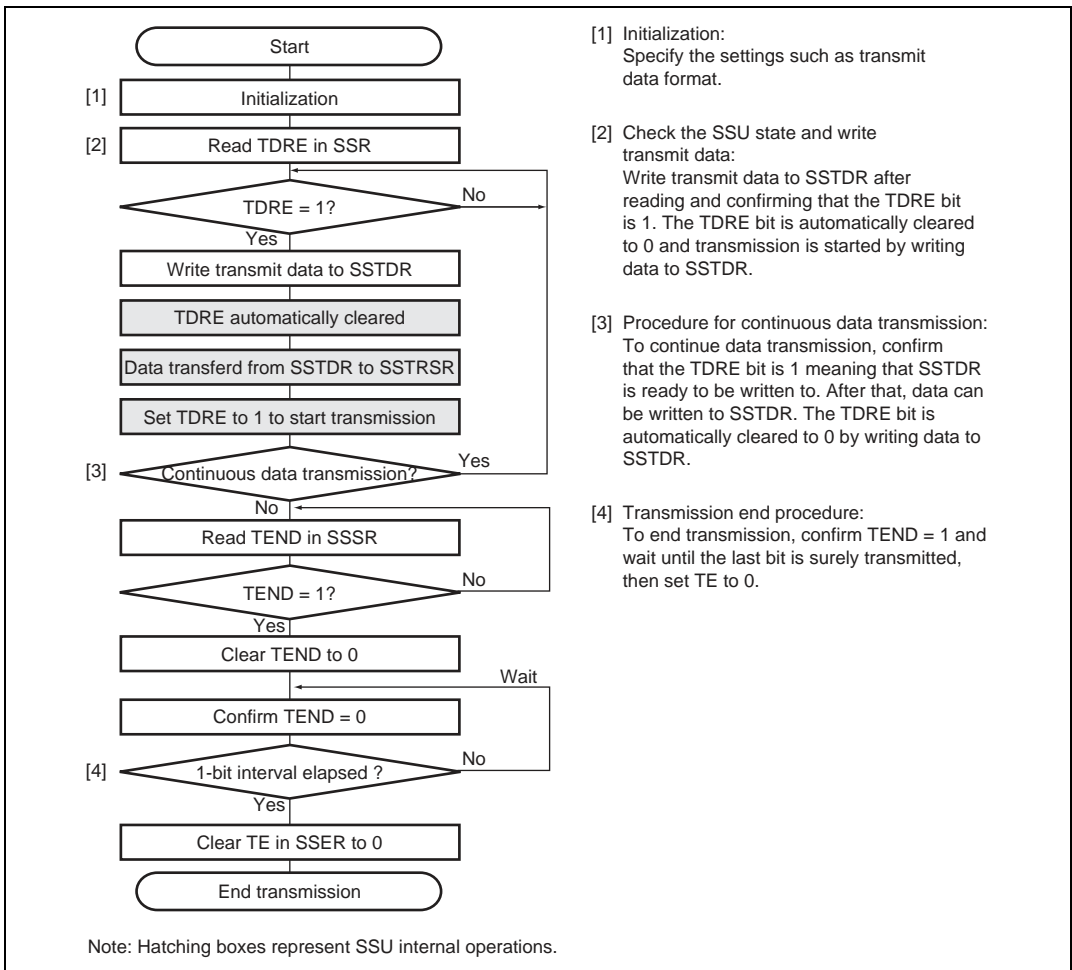 Start
[1] Initialization
[2] Read TDRE in SSR
TDRE = 1?
No
Yes
Write transmit data to SSTDR
TDRE automatically cleared
Data transferd from SSTDR to SSTRSR
Set TDRE to 1 to start transmission
[3] Continuous data transmission?
Yes
No
Read TEND in SSSR
TEND = 1?
No
Yes
Clear TEND to 0
Wait
Confirm TEND = 0
[4] 1-bit interval elapsed ?
No
Yes
Clear TE in SSER to 0
End transmission
[1] Initialization:
Specify the settings such as transmit
data format.
[2] Check the SSU state and write
transmit data:
Write transmit data to SSTDR after
reading and confirming that the TDRE bit
is 1. The TDRE bit is automatically cleared
to 0 and transmission is started by writing
data to SSTDR.
[3] Procedure for continuous data transmission:
To continue data transmission, confirm
that the TDRE bit is 1 meaning that SSTDR
is ready to be written to. After that, data can
be written to SSTDR. The TDRE bit is
automatically cleared to 0 by writing data to
SSTDR.
[4] Transmission end procedure:
To end transmission, confirm TEND = 1 and
wait until the last bit is surely transmitted,
then set TE to 0.
Note: Hatching boxes represent SSU internal operations.